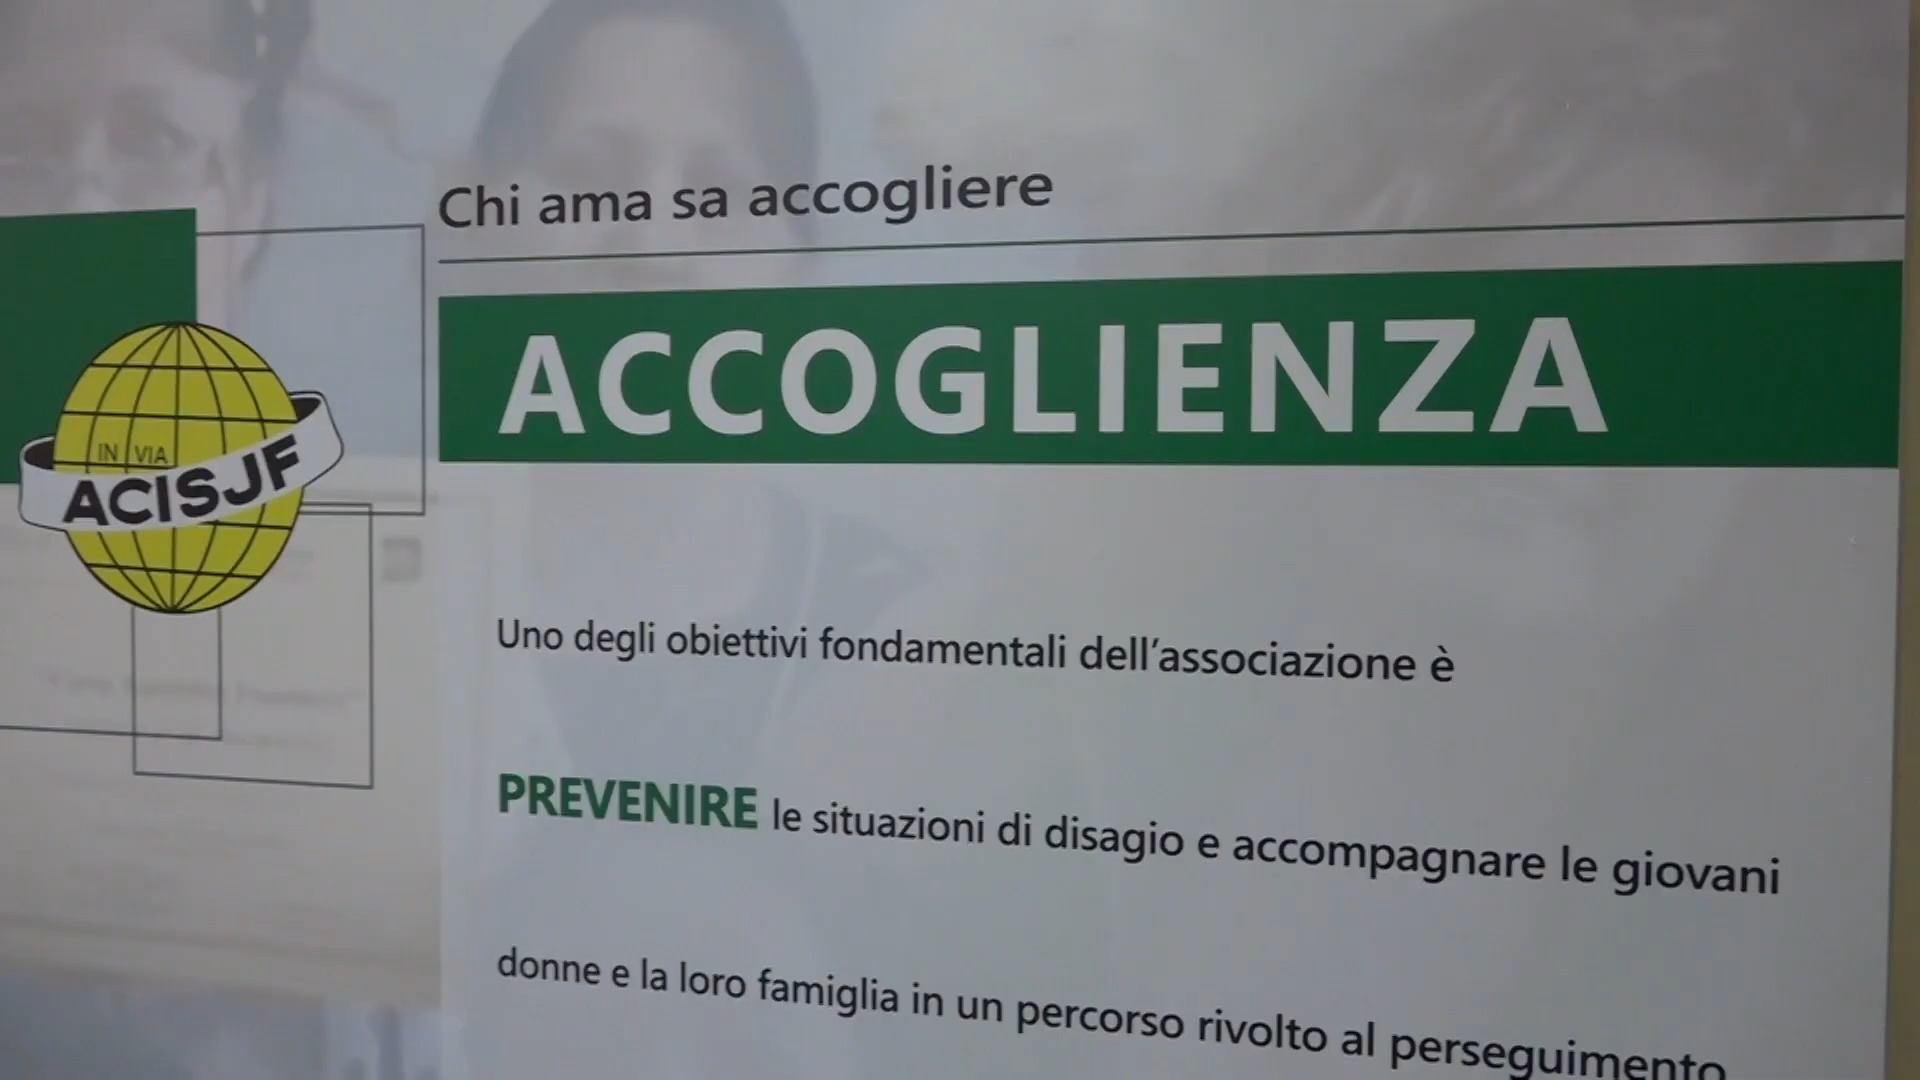 Chi ama sa accogliere
ACCOGLIENZA
IN VIA
ACISJF
Uno degli obiettivi fondamentali dell'associazione è
PREVENIRE le situazioni di disagio e accompagnare le giovani
donne e la loro famiglia in un percorso rivolto al perseguimento